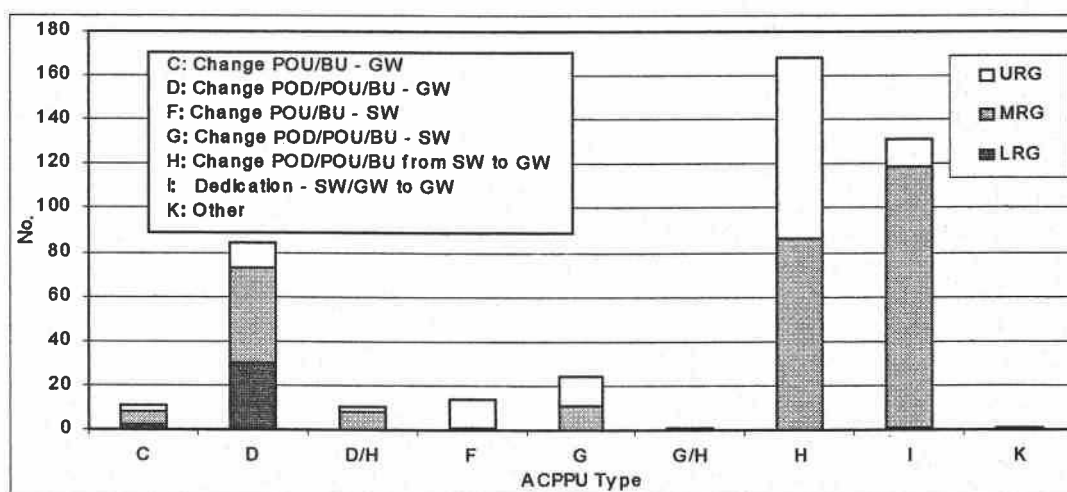 180
160
140
120
100
80
60
40
20
0
No.
C: Change POU/BU - GW
D: Change POD/POU/BU - GW
F: Change POU/BU - SW
G: Change POD/POU/BU - SW
H: Change POD/POU/BU from SW to GW
I: Dedication - SW/GW to GW
K: Other
URG
MRG
LRG
C D D/H F G G/H H I K
ACPPU Type